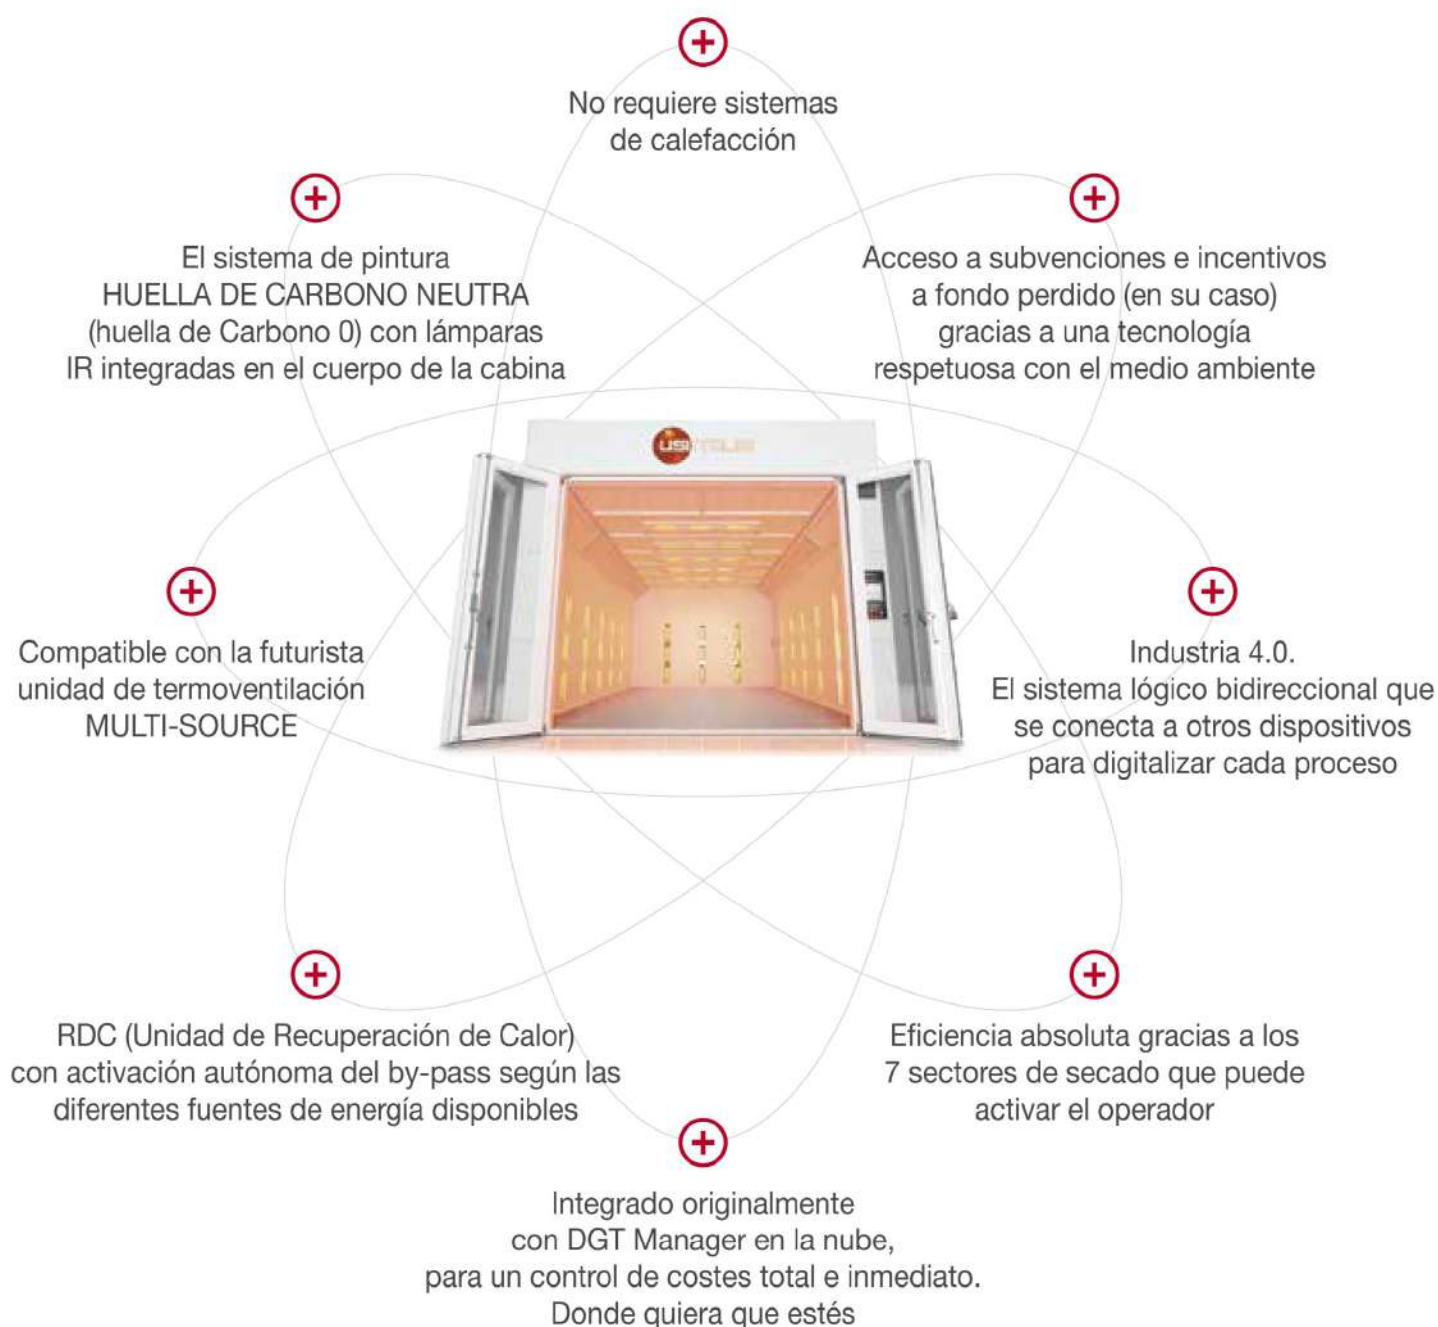 No requiere sistemas
de calefacción
El sistema de pintura
HUELLA DE CARBONO NEUTRA
(huella de Carbono 0) con lámparas
IR integradas en el cuerpo de la cabina
Acceso a subvenciones e incentivos
a fondo perdido (en su caso)
gracias a una tecnología
respetuosa con el medio ambiente
Compatible con la futurista
unidad de termoventilación
MULTI-SOURCE
Industria 4.0.
El sistema lógico bidireccional que
se conecta a otros dispositivos
para digitalizar cada proceso
RDC (Unidad de Recuperación de Calor)
con activación autónoma del by-pass según las
diferentes fuentes de energía disponibles
Eficiencia absoluta gracias a los
7 sectores de secado que puede
activar el operador
Integrado originalmente
con DGT Manager en la nube,
para un control de costes total e inmediato.
Donde quiera que estés